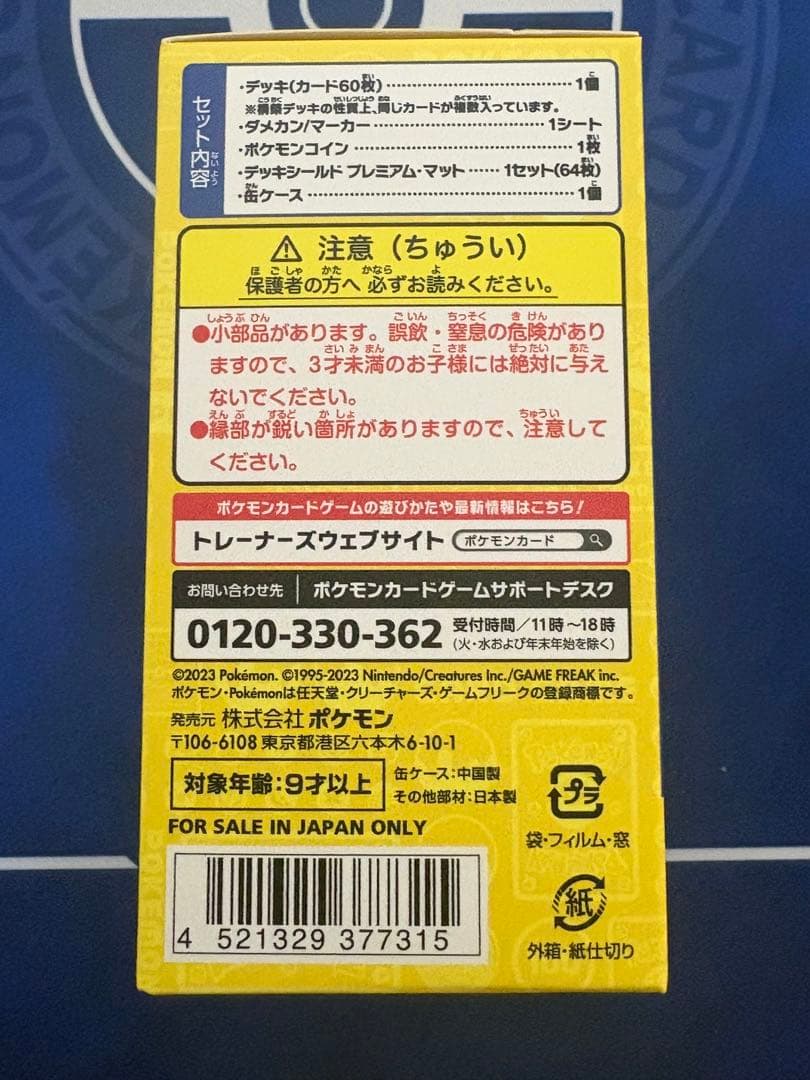 セット内容
・デッキ(カード60枚) 1個
※構築デッキの性質上、同じカードが複数入っています。
・ダメカン/マーカー 1シート
・ポケモンコイン 1枚
・デッキシールド プレミアム・マット 1セット(64枚)
・缶ケース 1個
⚠ 注意(ちゅうい)
保護者の方へ 必ずお読みください。
●小部品があります。誤飲・窒息の危険があり
ますので、3才未満のお子様には絶対に与え
ないでください。
●縁部が鋭い箇所がありますので、注意して
ください。
ポケモンカードゲームの遊びかたや最新情報はこちら!
トレーナーズウェブサイト ポケモンカード
お問い合わせ先 ポケモンカードゲームサポートデスク
0120-330-362 受付時間/11時~18時
(火・水および年末年始を除く)
©2023 Pokémon. ©1995-2023 Nintendo/Creatures Inc./GAME FREAK inc.
ポケモン・Pokémonは任天堂・クリーチャーズ・ゲームフリークの登録商標です。
発売元 株式会社 ポケモン
〒106-6108 東京都港区六本木6-10-1
対象年齢:9才以上
缶ケース:中国製
その他部材:日本製
FOR SALE IN JAPAN ONLY
プラ
袋・フィルム・窓
紙
外箱・紙仕切り
4 521329 377315